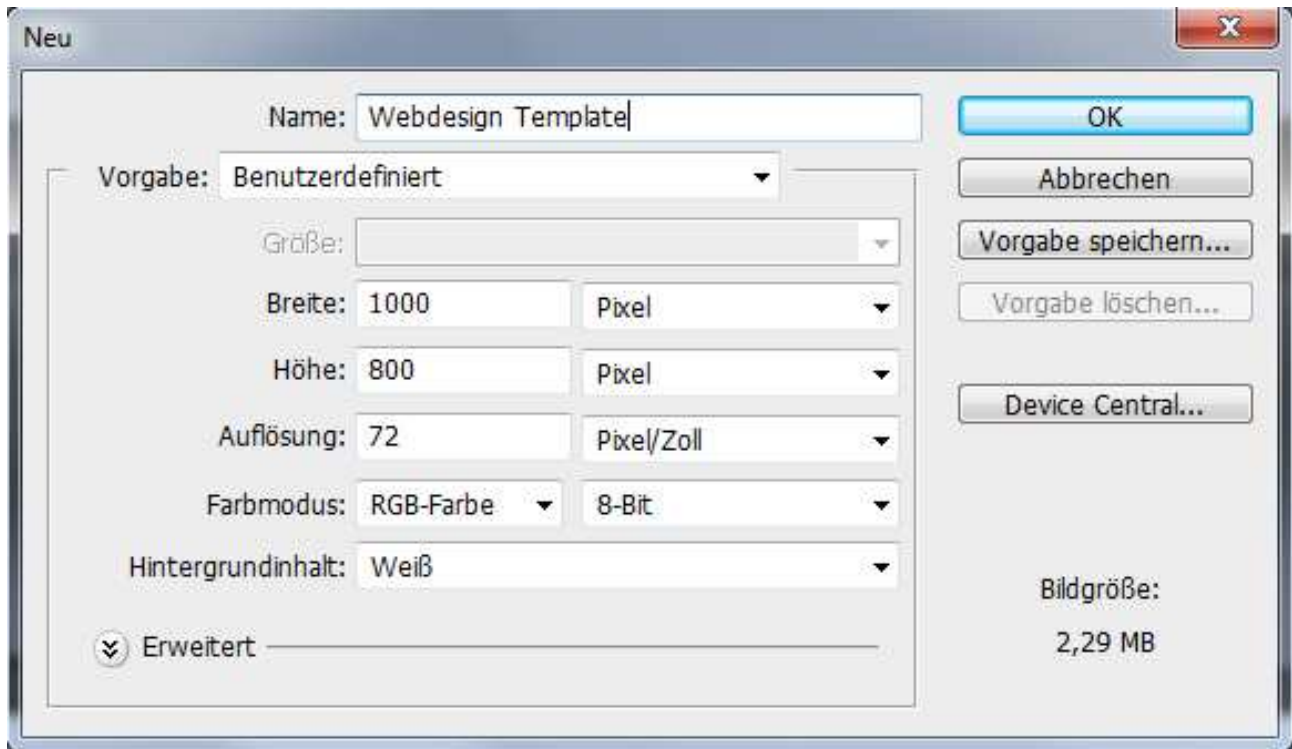 Neu
Name: Webdesign Template
OK
Vorgabe: Benutzerdefiniert
Abbrechen
Größe:
Vorgabe speichern...
Breite: 1000 Pixel
Vorgabe löschen...
Höhe: 800 Pixel
Device Central...
Auflösung: 72 Pixel/Zoll
Farbmodus: RGB-Farbe 8-Bit
Hintergrundinhalt: Weiß
Bildgröße:
Erweitert
2,29 MB